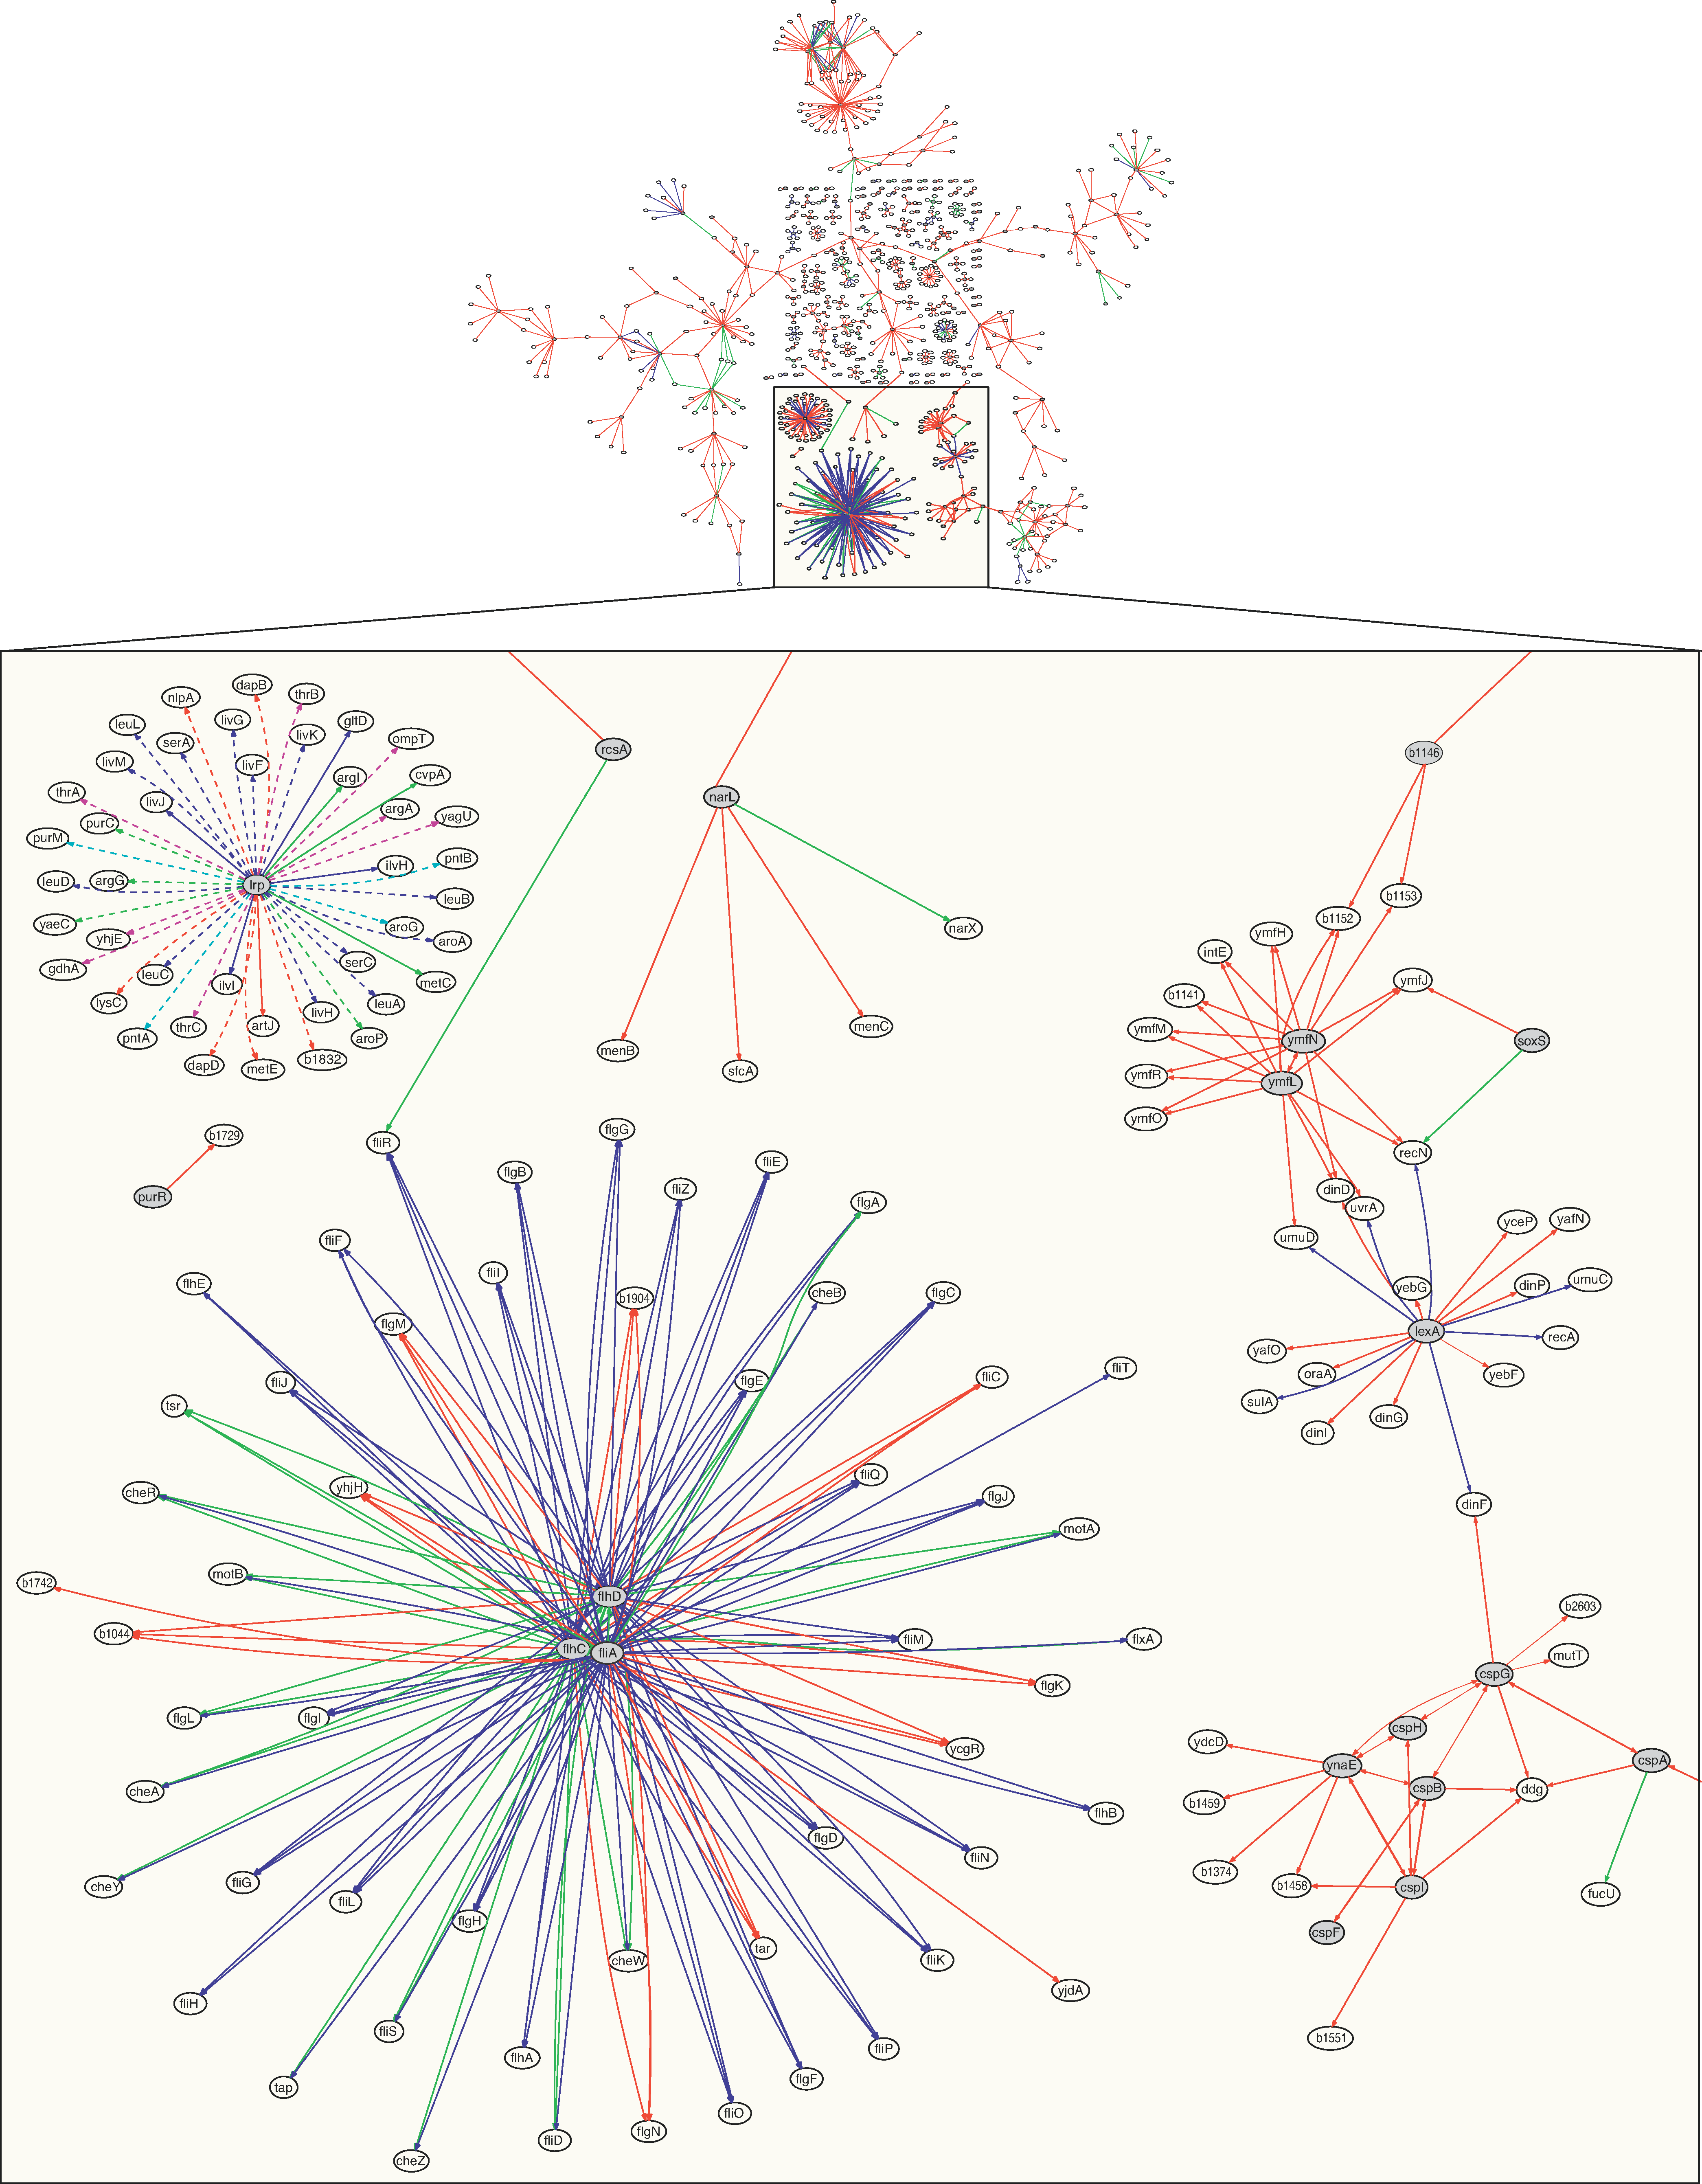 dapB
thrB
nlpA
livG
gltD
leuL
livK
serA
ompT
livM
livF
argI
cvpA
thrA
livJ
argA
yagU
purC
purM
pntB
ilvH
leuD
argG
lrp
leuB
yaeC
aroG
yhjE
aroA
gdhA
leuC
serC
metC
ilvI
lysC
leuA
livH
thrC
artJ
pntA
aroP
dapD
metE
b1832
rcsA
narL
narX
menC
menB
sfcA
b1729
purR
b1146
b1153
b1152
ymfH
intE
ymfJ
b1141
ymfM
ymfN
soxS
ymfR
ymfL
ymfO
recN
dinD
uvrA
umuD
yceP
yafN
yebG
dinP
umuC
lexA
recA
yafO
oraA
yebF
sulA
dinG
dinI
dinF
fliR
flgG
flgB
fliE
fliZ
flgA
fliF
fliI
flhE
b1904
cheB
flgC
flgM
fliJ
flgE
fliC
fliT
tsr
yhjH
fliQ
cheR
flgJ
motA
motB
b1742
flhD
b1044
flhC
fliA
fliM
flxA
flgK
flgL
flgI
ycgR
cheA
flhB
flgD
fliN
cheY
fliG
fliL
flgH
tar
cheW
fliK
yjdA
fliH
fliS
flhA
fliP
tap
flgF
fliO
fliD
flgN
cheZ
b2603
mutT
cspG
cspH
ydcD
ynaE
cspA
cspB
ddg
b1459
b1374
b1458
cspI
fucU
cspF
b1551